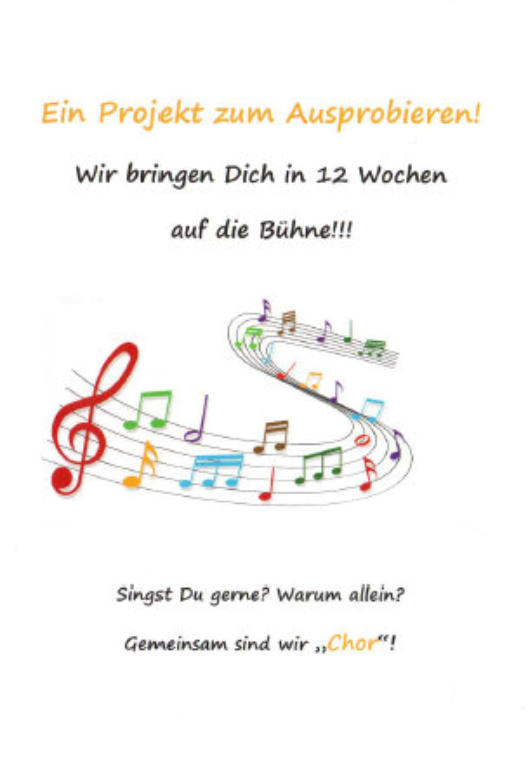 Ein Projekt zum Ausprobieren!
Wir bringen Dich in 12 Wochen
auf die Bühne!!!
Singst Du gerne? Warum allein?
Gemeinsam sind wir „Chor“!